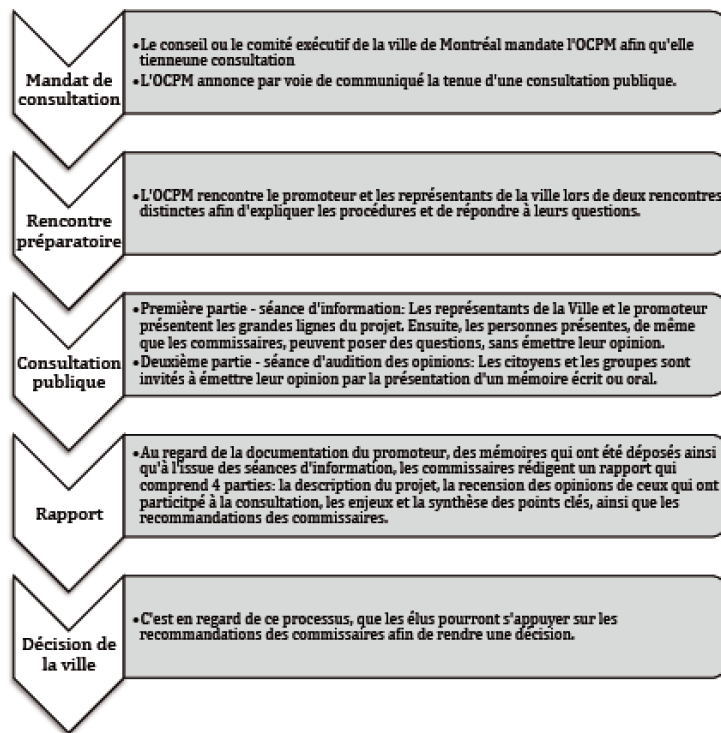 Mandat de
consultation
•Le conseil ou le comité exécutif de la ville de Montréal mandate l'OCPM afin qu'elle
tienneune consultation
•L'OCPM annonce par voie de communiqué la tenue d'une consultation publique.
Rencontre
préparatoire
•L'OCPM rencontre le promoteur et les représentants de la ville lors de deux rencontres
distinctes afin d'expliquer les procédures et de répondre à leurs questions.
Consultation
publique
•Première partie - séance d'information: Les représentants de la Ville et le promoteur
présentent les grandes lignes du projet. Ensuite, les personnes présentes, de même
que les commissaires, peuvent poser des questions, sans émettre leur opinion.
•Deuxième partie - séance d'audition des opinions: Les citoyens et les groupes sont
invités à émettre leur opinion par la présentation d'un mémoire écrit ou oral.
Rapport
•Au regard de la documentation du promoteur, des mémoires qui ont été déposés ainsi
qu'à l'issue des séances d'information, les commissaires rédigent un rapport qui
comprend 4 parties: la description du projet, la recension des opinions de ceux qui ont
particitpé à la consultation, les enjeux et la synthèse des points clés, ainsi que les
recommandations des commissaires.
Décision de
la ville
•C'est en regard de ce processus, que les élus pourront s'appuyer sur les
recommandations des commissaires afin de rendre une décision.